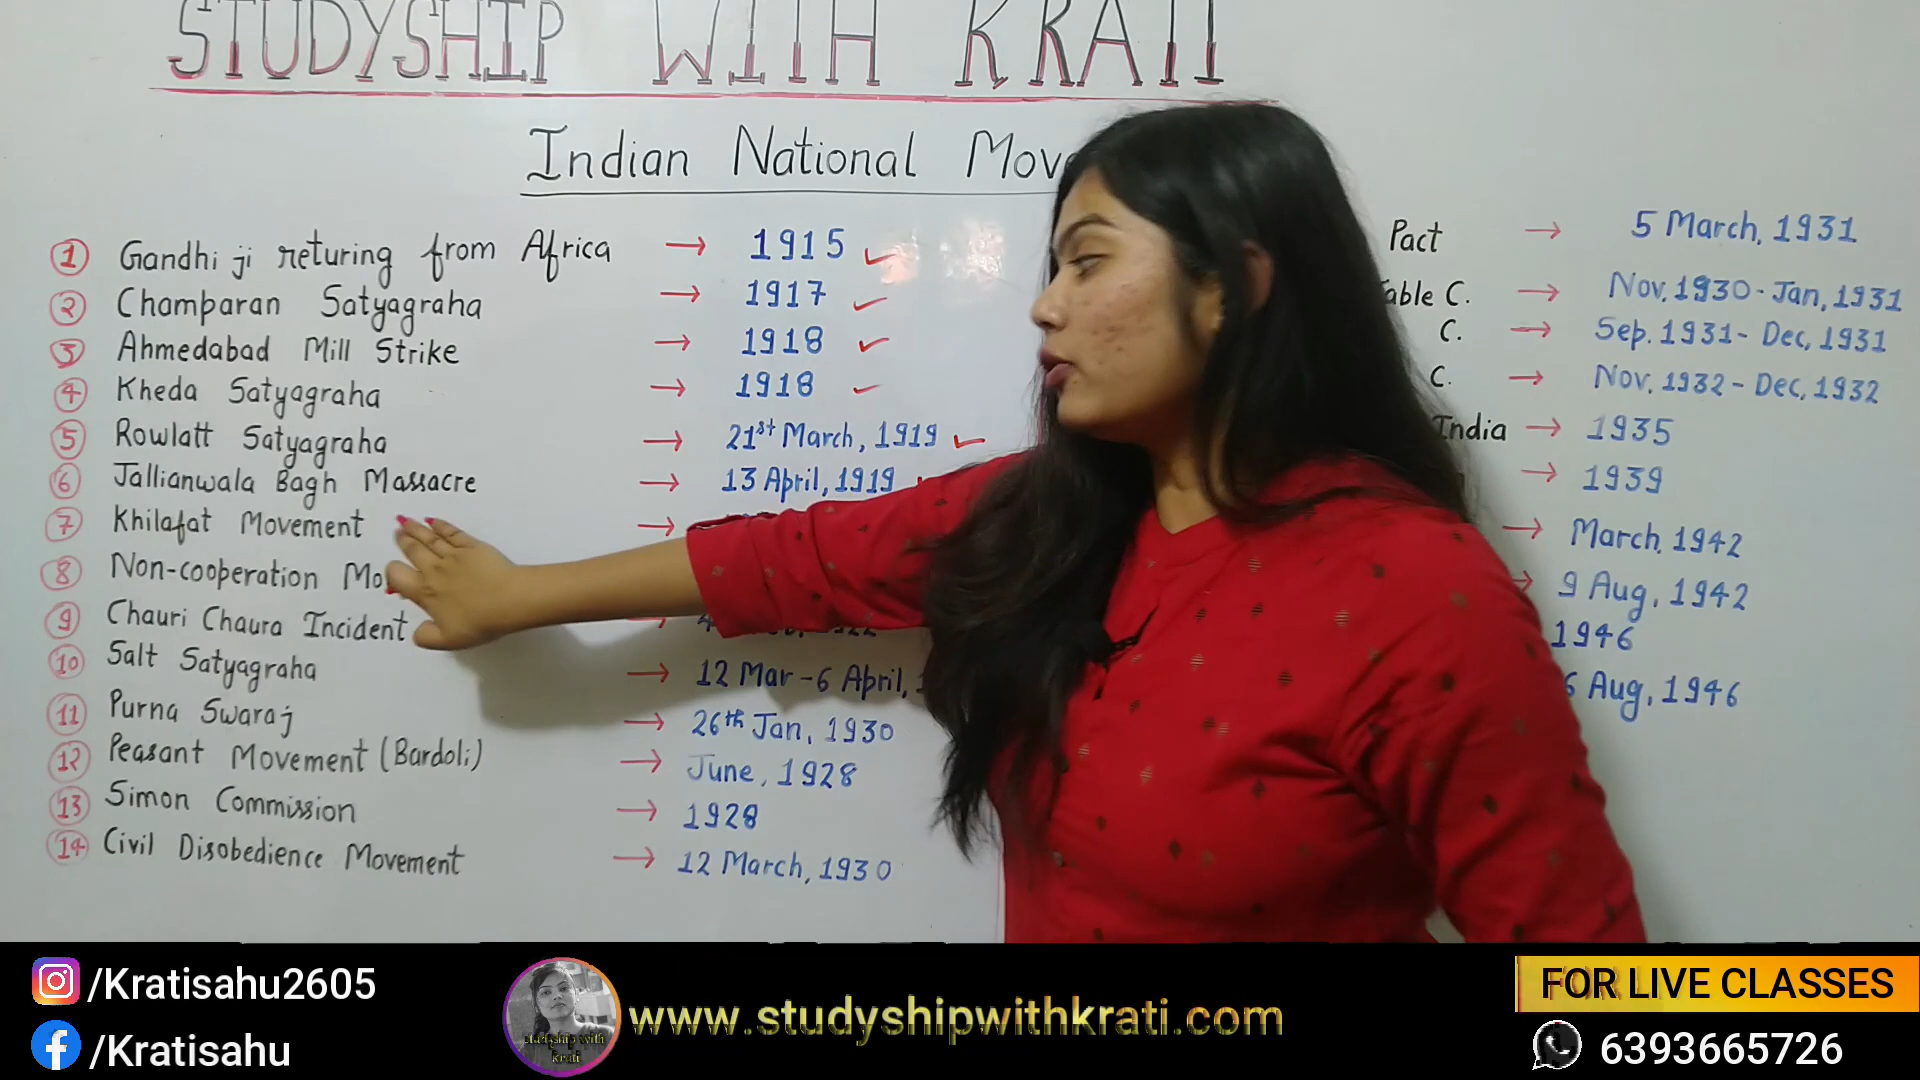 STUDYSHIP WITH KRATI
Indian National Mov
① Gandhi ji returing from Africa → 1915 ✓
② Champaran Satyagraha → 1917 ✓
③ Ahmedabad Mill Strike → 1918 ✓
④ Kheda Satyagraha → 1918 ✓
⑤ Rowlatt Satyagraha → 21st March, 1919 ✓
⑥ Jallianwala Bagh Massacre → 13 April, 1919
⑦ Khilafat Movement →
⑧ Non-cooperation Mo
⑨ Chauri Chaura Incident →
⑩ Salt Satyagraha → 12 Mar - 6 April,
⑪ Purna Swaraj → 26th Jan, 1930
⑫ Peasant Movement (Bardoli) → June, 1928
⑬ Simon Commission → 1928
⑭ Civil Disobedience Movement → 12 March, 1930
Pact → 5 March, 1931
able C. → Nov, 1930 - Jan, 1931
C. → Sep. 1931 - Dec, 1931
C. → Nov, 1932 - Dec, 1932
India → 1935
→ 1939
→ March, 1942
→ 9 Aug, 1942
1946
6 Aug, 1946
/Kratisahu2605
/Kratisahu
studyship with krati
www.studyshipwithkrati.com
FOR LIVE CLASSES
6393665726